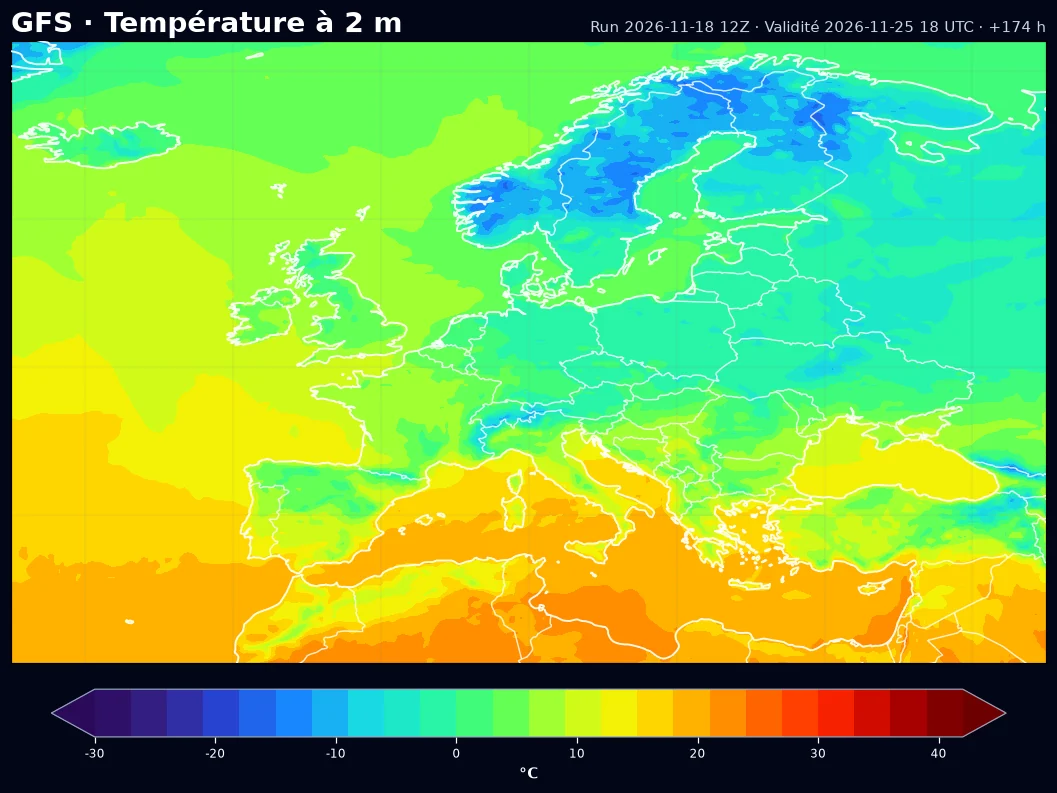 GFS · Température à 2 m
Run 2026-11-18 12Z · Validité 2026-11-25 18 UTC · +174 h
-30 -20 -10 0 10 20 30 40
°C